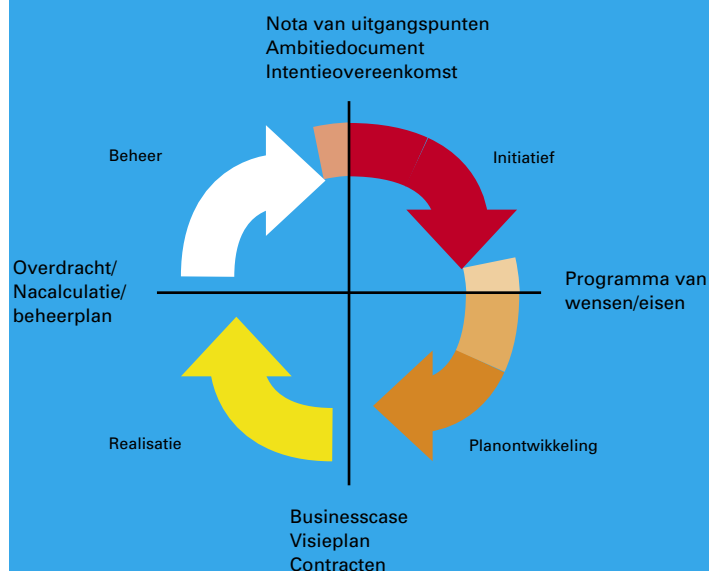 Nota van uitgangspunten
Ambitiedocument
Intentieovereenkomst
Beheer
Initiatief
Overdracht/
Nacalculatie/
beheerplan
Programma van
wensen/eisen
Realisatie
Planontwikkeling
Businesscase
Visieplan
Contracten